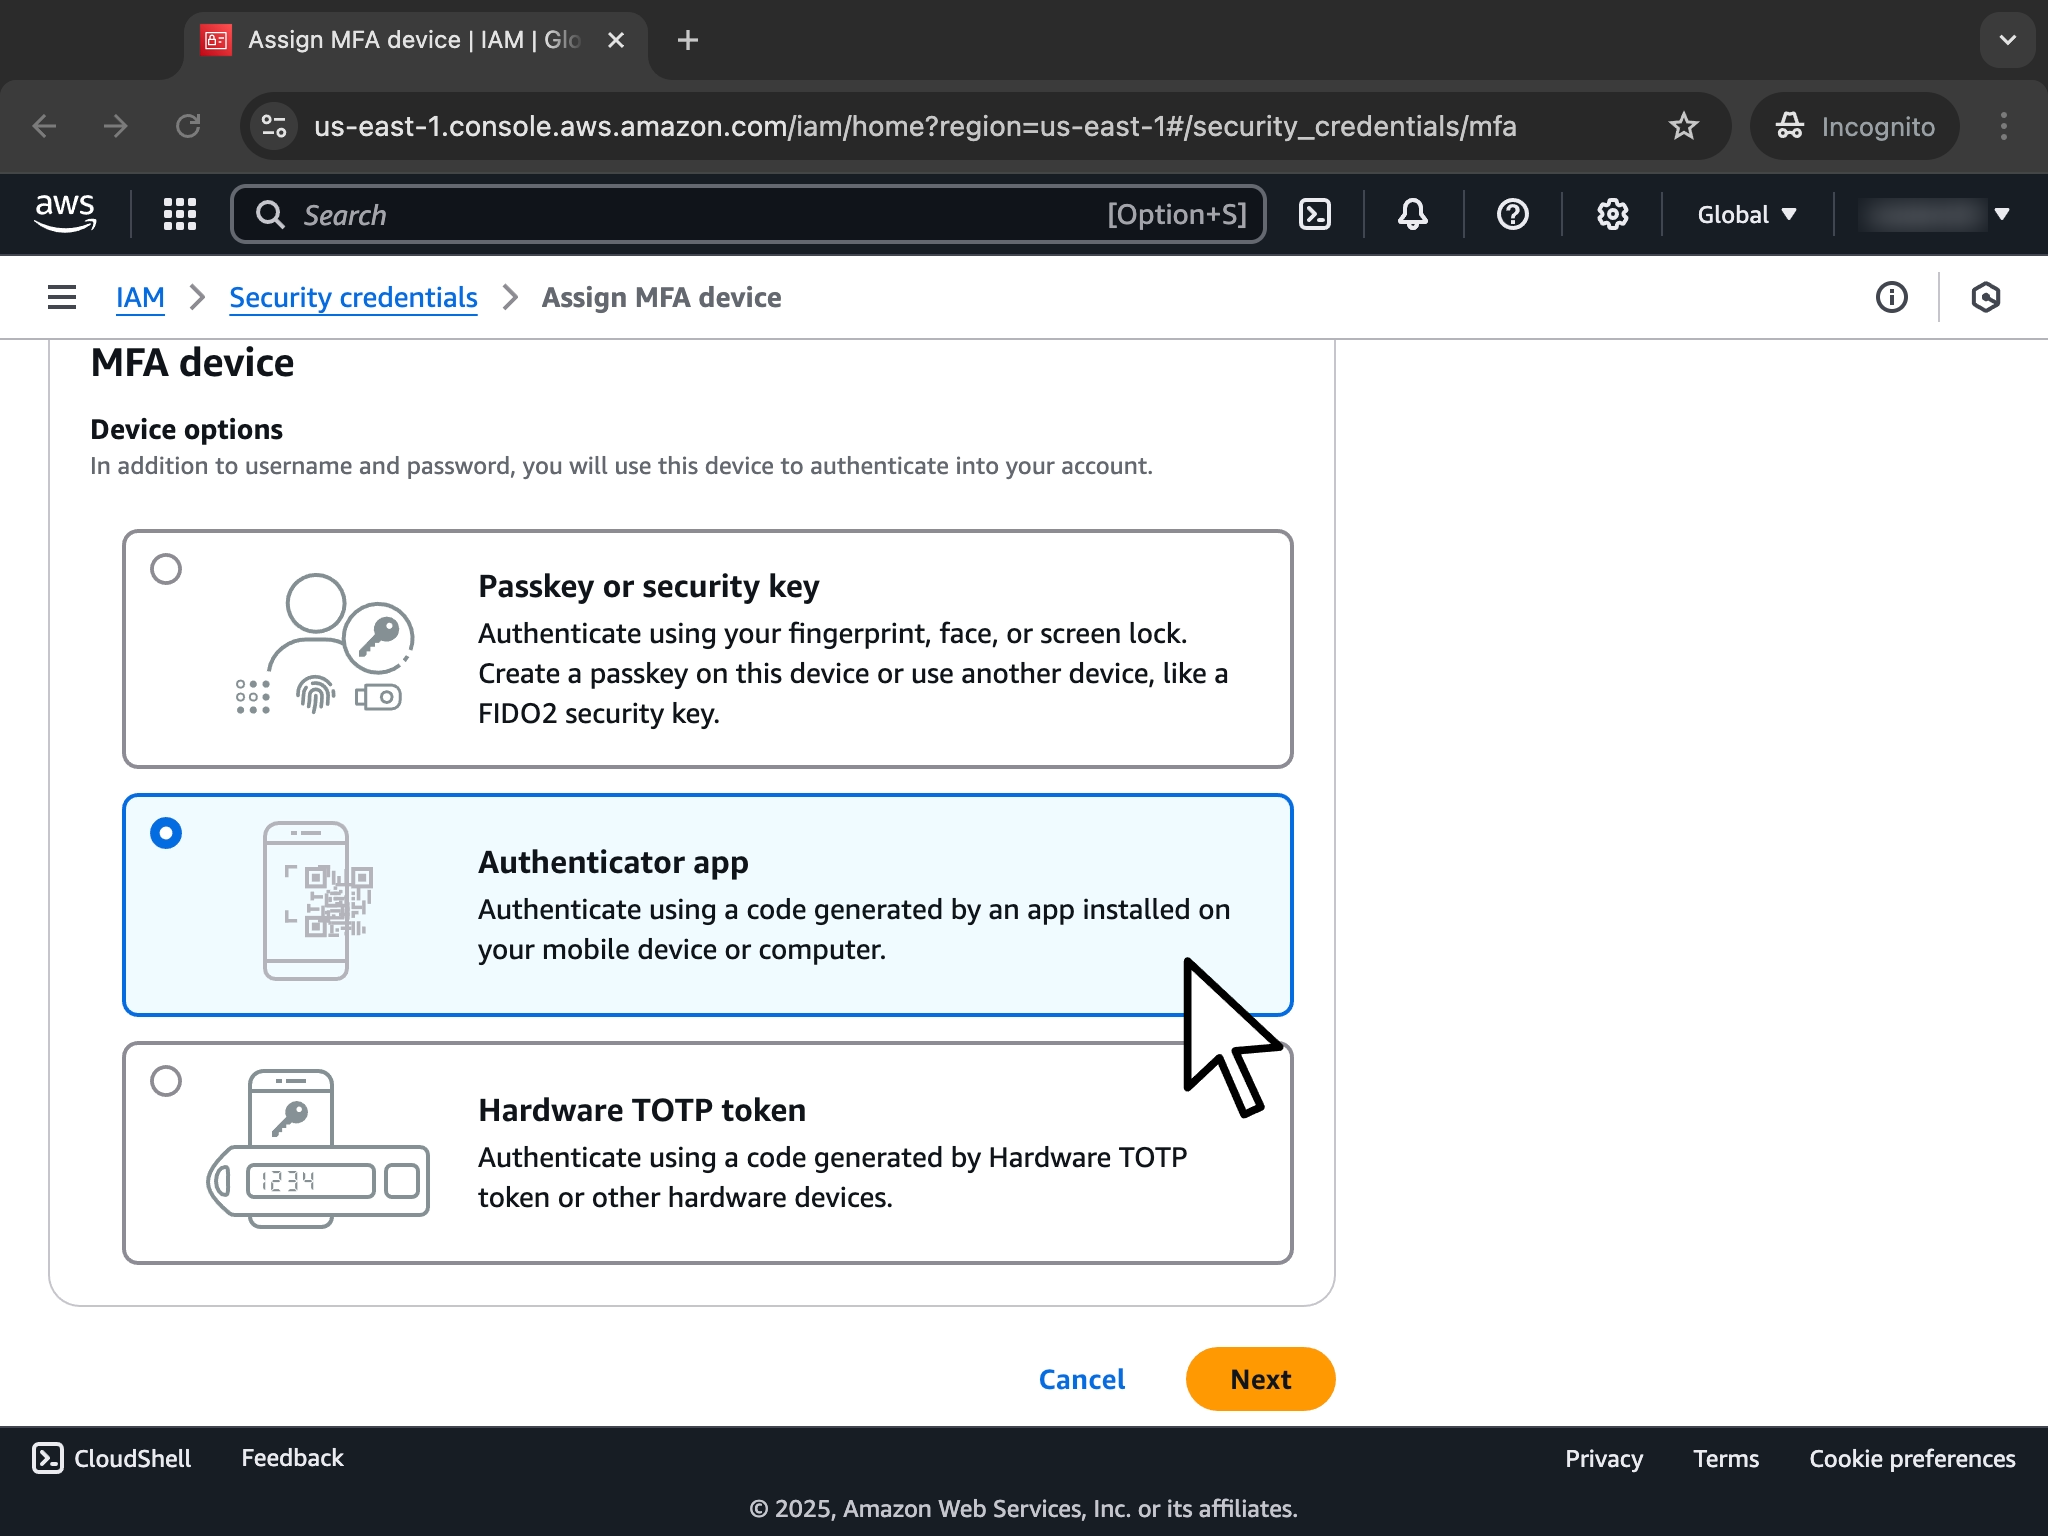 Assign MFA device | IAM | Glo
us-east-1.console.aws.amazon.com/iam/home?region=us-east-1#/security_credentials/mfa
Incognito
aws
Search
[Option+S]
Global
IAM
Security credentials
Assign MFA device
MFA device
Device options
In addition to username and password, you will use this device to authenticate into your account.
Passkey or security key
Authenticate using your fingerprint, face, or screen lock.
Create a passkey on this device or use another device, like a
FIDO2 security key.
Authenticator app
Authenticate using a code generated by an app installed on
your mobile device or computer.
1234
Hardware TOTP token
Authenticate using a code generated by Hardware TOTP
token or other hardware devices.
Cancel
Next
CloudShell
Feedback
Privacy
Terms
Cookie preferences
© 2025, Amazon Web Services, Inc. or its affiliates.